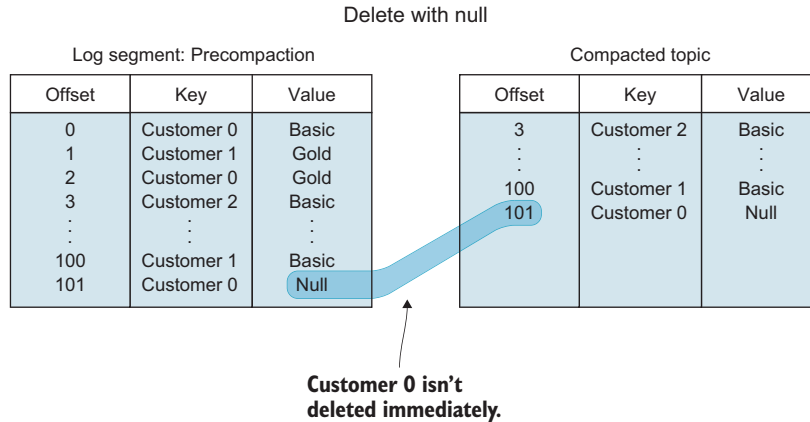 Delete with null
Log segment: Precompaction
Offset Key Value
0 Customer 0 Basic
1 Customer 1 Gold
2 Customer 0 Gold
3 Customer 2 Basic
. . .
. . .
. . .
100 Customer 1 Basic
101 Customer 0 Null
Compacted topic
Offset Key Value
3 Customer 2 Basic
. . .
. . .
. . .
100 Customer 1 Basic
101 Customer 0 Null
Customer 0 isn't
deleted immediately.